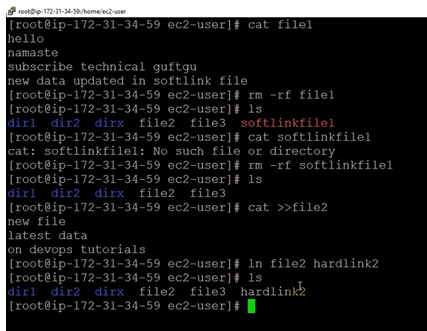 root@ip-172-31-34-59:/home/ec2-user
[root@ip-172-31-34-59 ec2-user]# cat file1
hello
namaste
subscribe technical guftgu
new data updated in softlink file
[root@ip-172-31-34-59 ec2-user]# rm -rf file1
[root@ip-172-31-34-59 ec2-user]# ls
dir1 dir2 dirx file2 file3 softlinkfile1
[root@ip-172-31-34-59 ec2-user]# cat softlinkfile1
cat: softlinkfile1: No such file or directory
[root@ip-172-31-34-59 ec2-user]# rm -rf softlinkfile1
[root@ip-172-31-34-59 ec2-user]# ls
dir1 dir2 dirx file2 file3
[root@ip-172-31-34-59 ec2-user]# cat >>file2
new file
latest data
on devops tutorials
[root@ip-172-31-34-59 ec2-user]# ln file2 hardlink2
[root@ip-172-31-34-59 ec2-user]# ls
dir1 dir2 dirx file2 file3 hardlink2
[root@ip-172-31-34-59 ec2-user]#